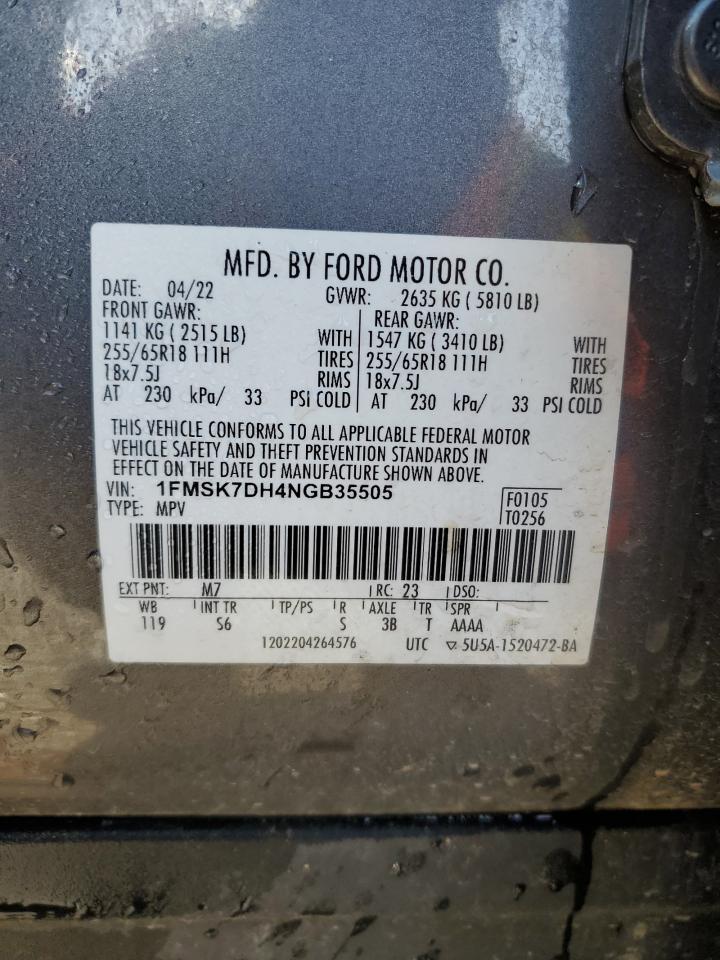 MFD. BY FORD MOTOR CO.
DATE: 04/22 GVWR: 2635 KG ( 5810 LB)
FRONT GAWR: REAR GAWR:
1141 KG ( 2515 LB) WITH 1547 KG ( 3410 LB) WITH
255/65R18 111H TIRES 255/65R18 111H TIRES
18x7.5J RIMS 18x7.5J RIMS
AT 230 kPa/ 33 PSI COLD AT 230 kPa/ 33 PSI COLD
THIS VEHICLE CONFORMS TO ALL APPLICABLE FEDERAL MOTOR
VEHICLE SAFETY AND THEFT PREVENTION STANDARDS IN
EFFECT ON THE DATE OF MANUFACTURE SHOWN ABOVE.
VIN: 1FMSK7DH4NGB35505 F0105
TYPE: MPV T0256
EXT PNT: M7 RC: 23 DSO:
WB INT TR TP/PS R AXLE TR SPR
119 S6 S 3B T AAAA
1202204264576 UTC ▽ 5U5A-1520472-BA